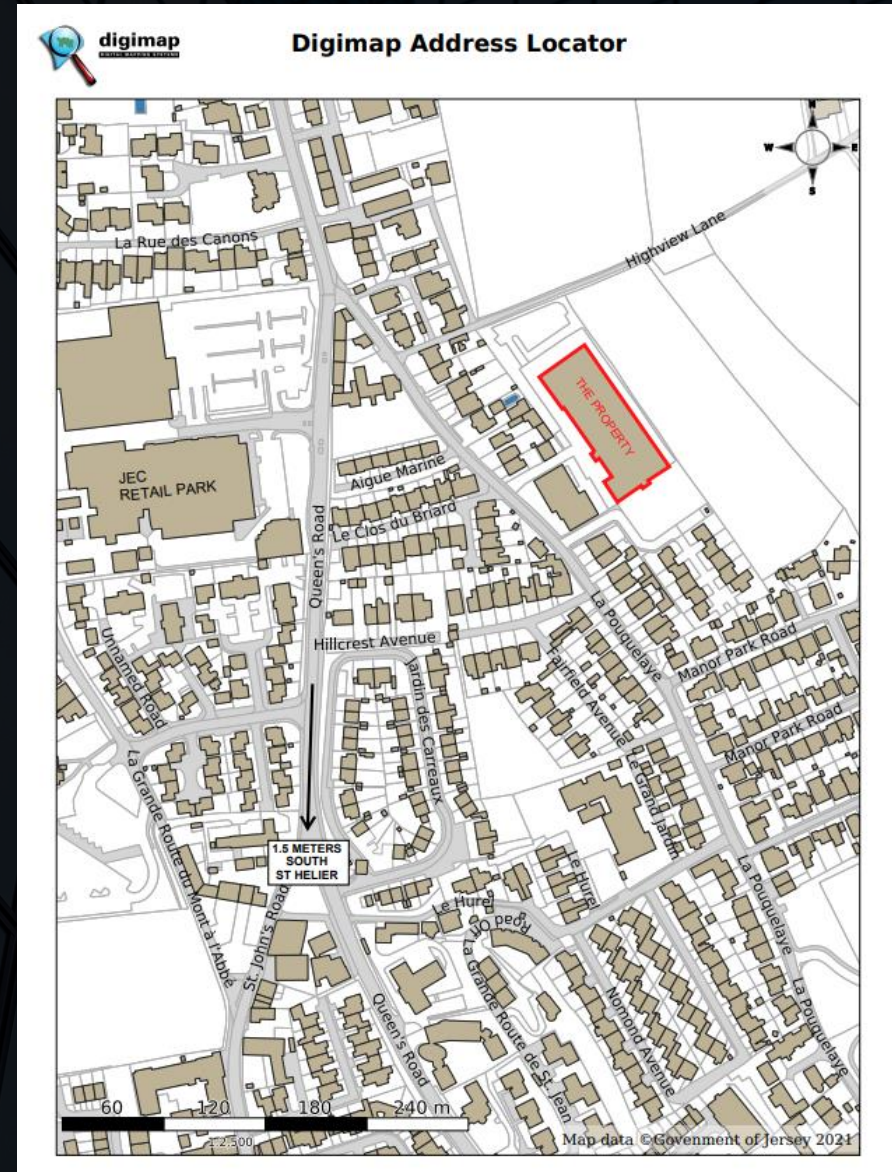 digimap
DIGITAL MAPPING SYSTEMS
Digimap Address Locator
N
W
E
S
La Rue des Canons
Highview Lane
THE PROPERTY
JEC
RETAIL PARK
Aigue Marine
Le Clos du Briard
Queen's Road
Hillcrest Avenue
La Pouquelaye
Manor Park Road
Unnamed Road
Jardin des Carreaux
Fairfield Avenue
Manor Park Road
Le Grand Jardin
La Grande Route du Mont à l'Abbé
1.5 METERS
SOUTH
ST HELIER
St. John's Road
Le Hurel
Le Hurel
Road Off La Grande Route de St. Jean
La Pouquelaye
Queen's Road
Nomond Avenue
La Pouquelaye
60 120 180 240 m
1:2,500
Map data ©Govenment of Jersey 2021